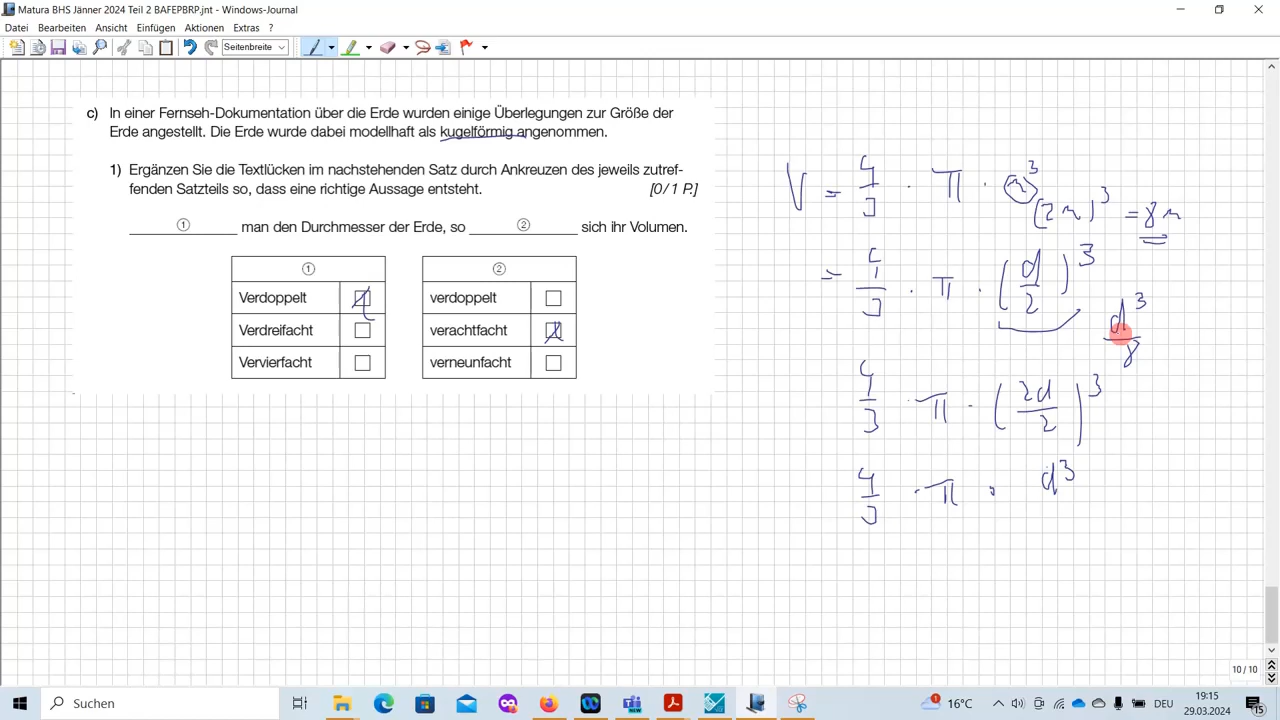 Matura BHS Jänner 2024 Teil 2 BAFEPBRP.jnt - Windows-Journal
Datei Bearbeiten Ansicht Einfügen Aktionen Extras ?
Seitenbreite
c) In einer Fernseh-Dokumentation über die Erde wurden einige Überlegungen zur Größe der
Erde angestellt. Die Erde wurde dabei modellhaft als kugelförmig angenommen.
1) Ergänzen Sie die Textlücken im nachstehenden Satz durch Ankreuzen des jeweils zutref-
fenden Satzteils so, dass eine richtige Aussage entsteht. [0/1 P.]
① man den Durchmesser der Erde, so ② sich ihr Volumen.
① ②
Verdoppelt verdoppelt
Verdreifacht verachtfacht
Vervierfacht verneunfacht
V = 4/3 · π · r³
(2r)³ = 8r
= 4/3 · π · (d/2)³
d³/8
4/3 π · (2d/2)³
4/3 · π · d³
10 / 10
Suchen
NEW
1
16°C
DEU
19:15
29.03.2024
15